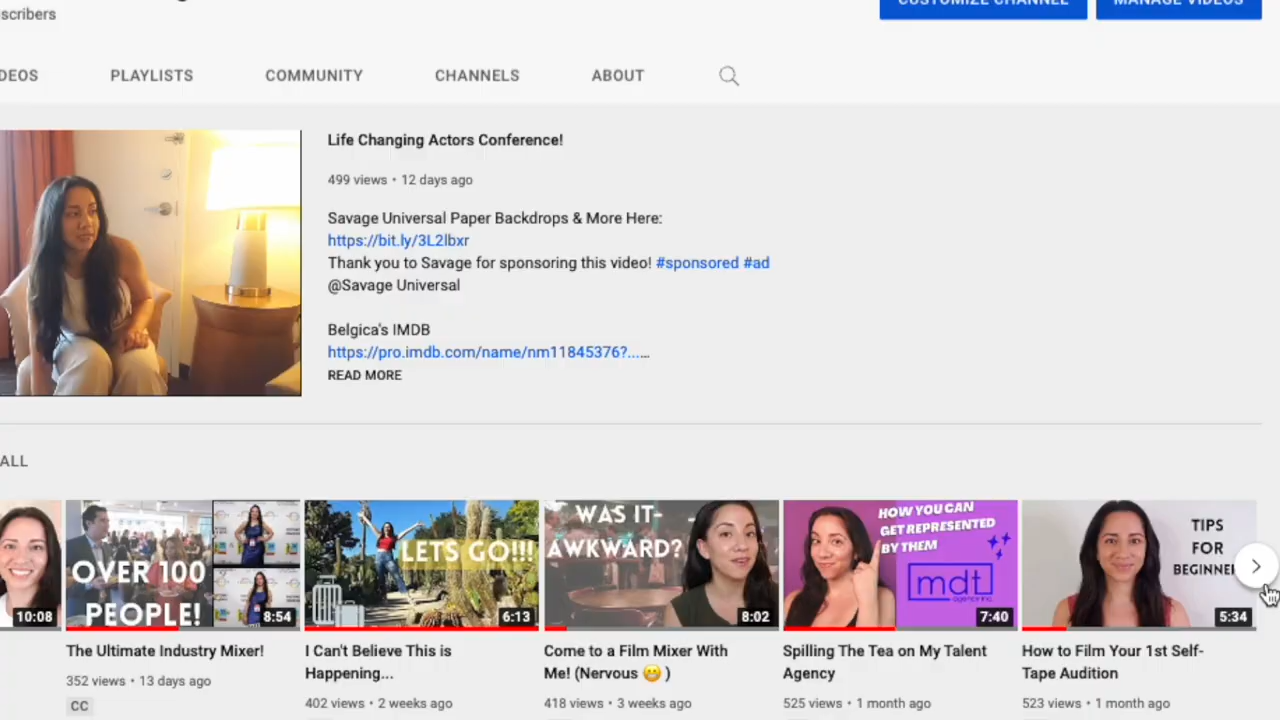 scribers
CUSTOMIZE CHANNEL
MANAGE VIDEOS
DEOS
PLAYLISTS
COMMUNITY
CHANNELS
ABOUT
Life Changing Actors Conference!
499 views • 12 days ago
Savage Universal Paper Backdrops & More Here:
https://bit.ly/3L2lbxr
Thank you to Savage for sponsoring this video! #sponsored #ad
@Savage Universal
Belgica's IMDB
https://pro.imdb.com/name/nm11845376?......
READ MORE
ALL
10:08
OVER 100
PEOPLE!
8:54
The Ultimate Industry Mixer!
352 views • 13 days ago
CC
LETS GO!!!
6:13
I Can't Believe This is
Happening...
402 views • 2 weeks ago
WAS IT-
AWKWARD?
8:02
Come to a Film Mixer With
Me! (Nervous 😬 )
418 views • 3 weeks ago
HOW YOU CAN
GET REPRESENTED
BY THEM
mdt
agency inc.
7:40
Spilling The Tea on My Talent
Agency
525 views • 1 month ago
TIPS
FOR
BEGINNE
5:34
How to Film Your 1st Self-
Tape Audition
523 views • 1 month ago